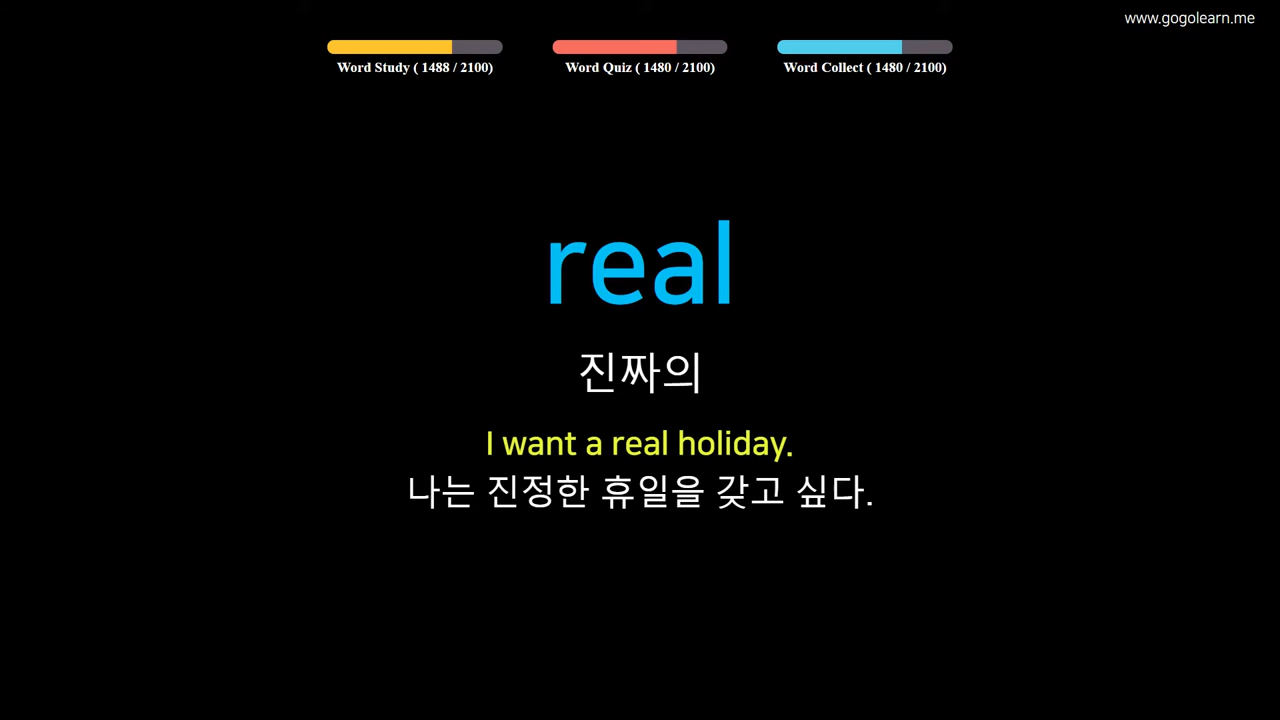 www.gogolearn.me
Word Study ( 1488 / 2100)
Word Quiz ( 1480 / 2100)
Word Collect ( 1480 / 2100)
real
진짜의
I want a real holiday.
나는 진정한 휴일을 갖고 싶다.